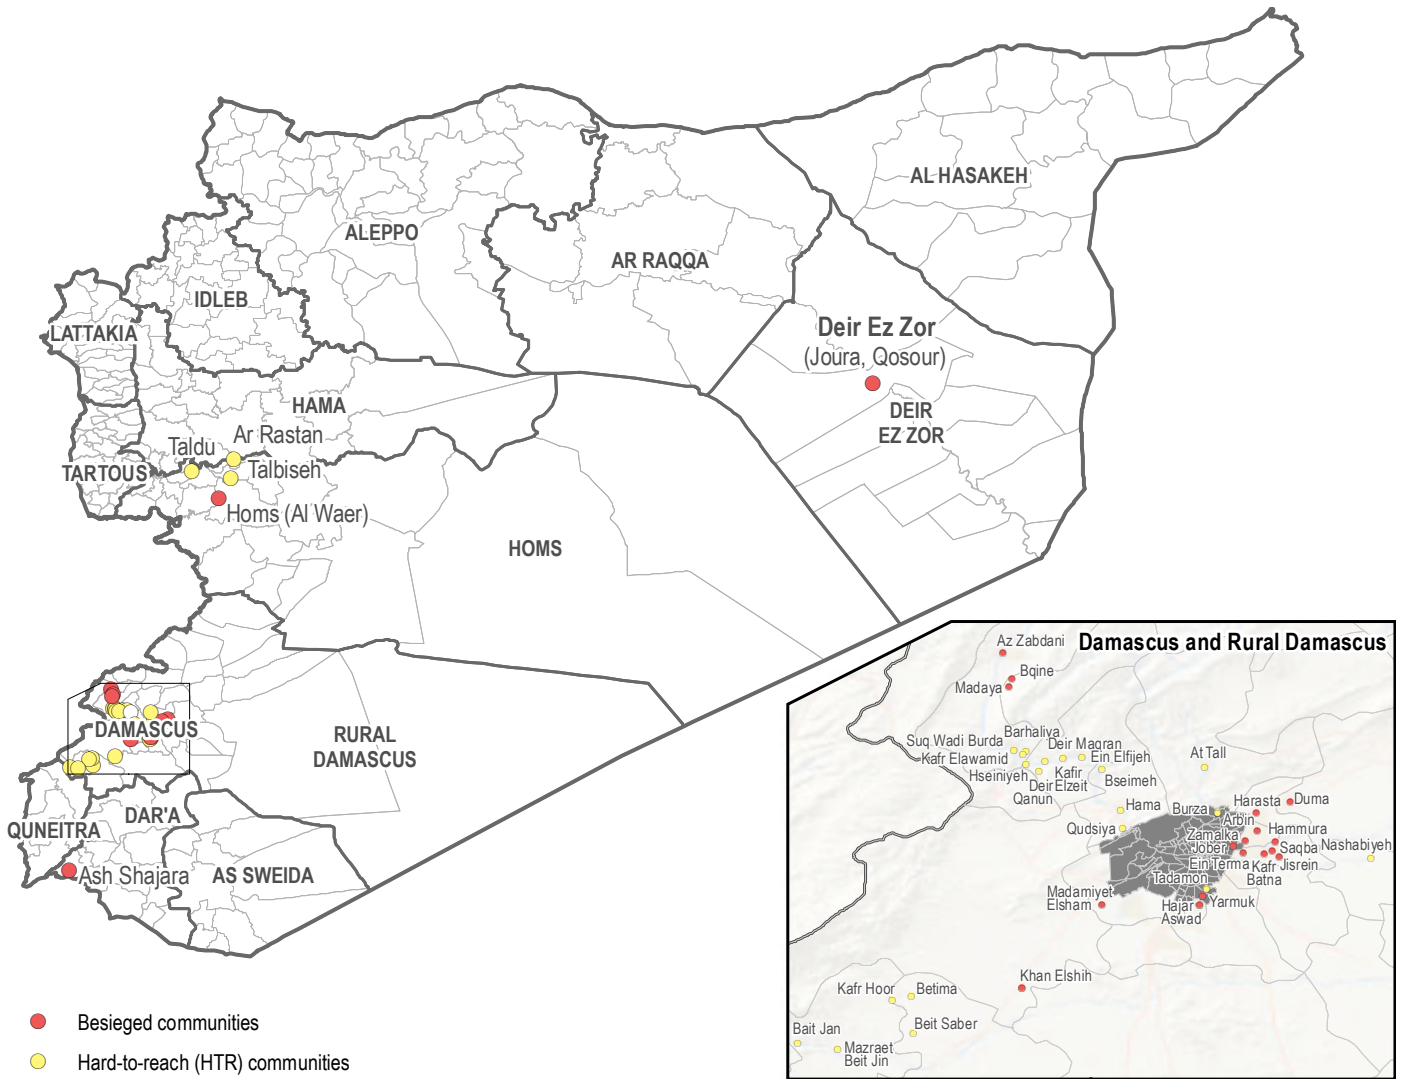 AL HASAKEH
ALEPPO
AR RAQQA
IDLEB
LATTAKIA
Deir Ez Zor
(Joura, Qosour)
HAMA
DEIR
EZ ZOR
Ar Rastan
Taldu
Talbiseh
TARTOUS
Homs (Al Waer)
HOMS
DAMASCUS
RURAL
DAMASCUS
DAR'A
QUNEITRA
Ash Shajara
AS SWEIDA
Besieged communities
Hard-to-reach (HTR) communities
Damascus and Rural Damascus
Az Zabdani
Bqine
Madaya
Barhaliya
Suq Wadi Burda
Deir Maqran
Kafr Elawamid
Ein Elfijeh
At Tall
Hseiniyeh
Kafir
Elzeit
Deir
Qanun
Bseimeh
Hama
Burza
Harasta
Duma
Arbin
Qudsiya
Zamalka
Hammura
Jober
Saqba
Nashabiyeh
Ein Terma
Kafr
Batna
Jisrein
Tadamon
Madamiyet
Elsham
Hajar
Aswad
Yarmuk
Khan Elshih
Kafr Hoor
Betima
Bait Jan
Beit Saber
Mazraet
Beit Jin